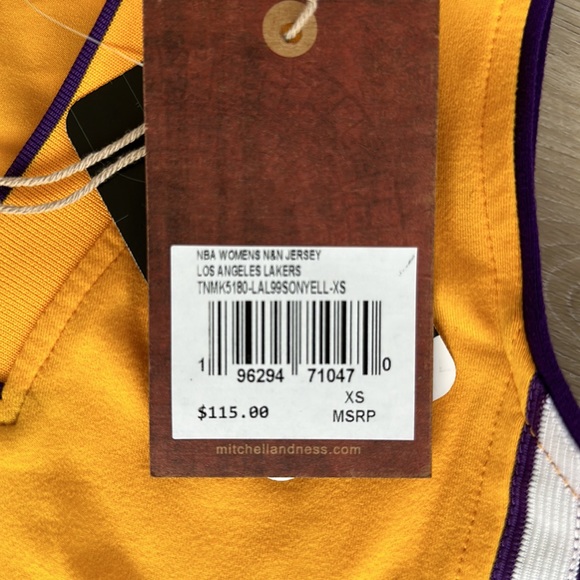 NBA WOMENS N&N JERSEY
LOS ANGELES LAKERS
TNMK5180-LAL99SONYELL-XS
1 96294 71047 0
XS
$115.00 MSRP
mitchellandness.com